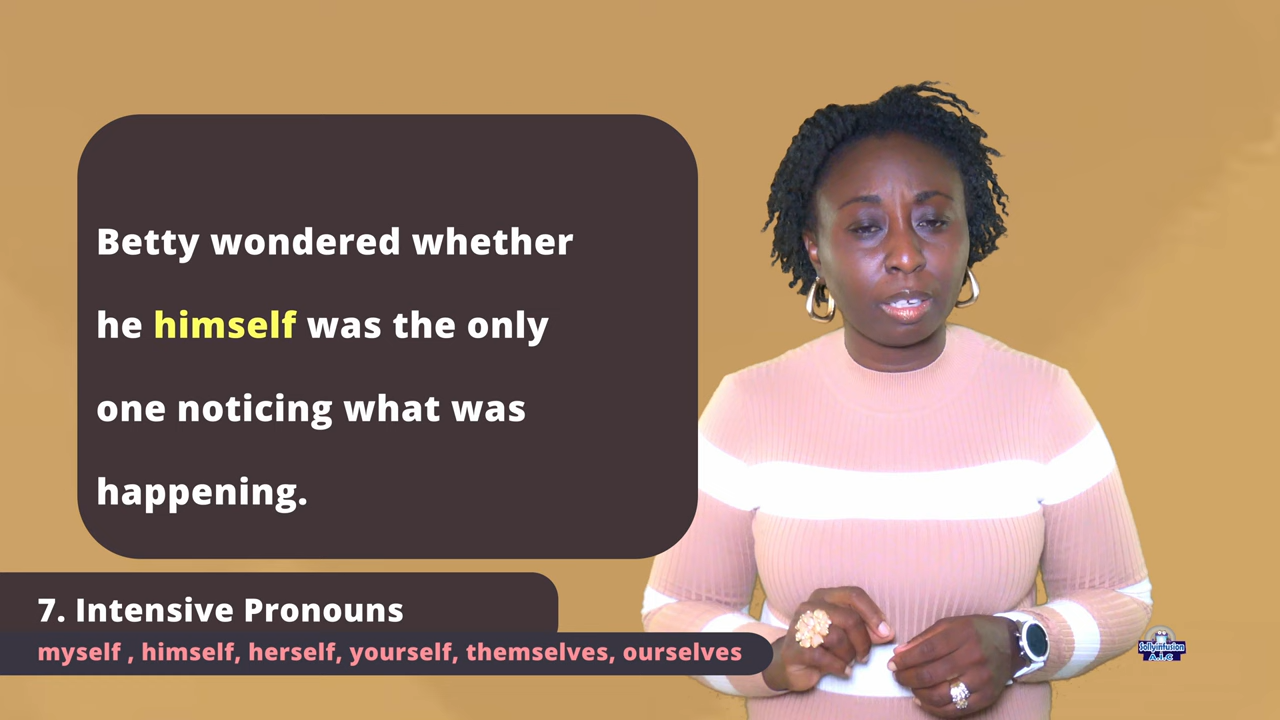 Betty wondered whether
he himself was the only
one noticing what was
happening.
7. Intensive Pronouns
myself , himself, herself, yourself, themselves, ourselves
Jollyinfusion
A.I.C